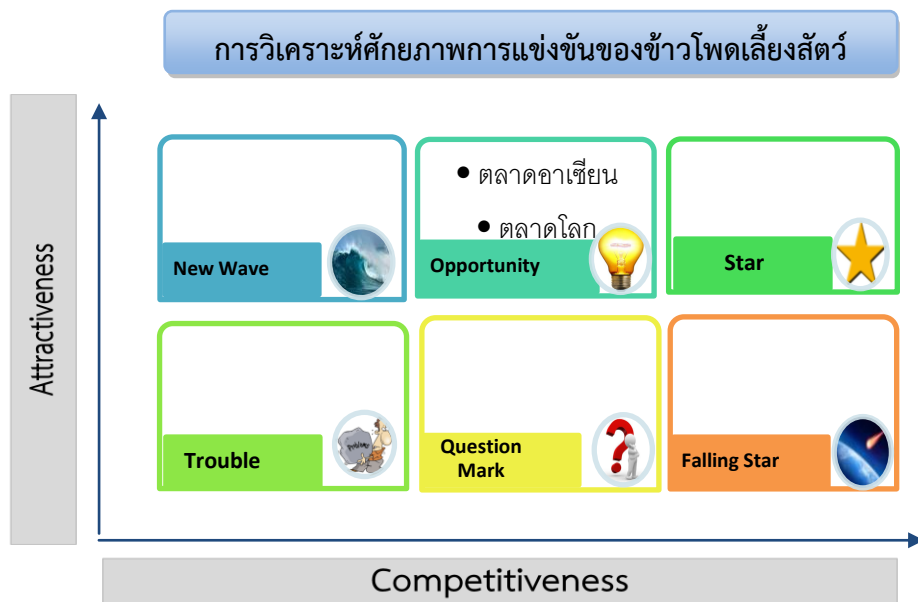 การวิเคราะห์ศักยภาพการแข่งขันของข้าวโพดเลี้ยงสัตว์
Attractiveness
New Wave
• ตลาดอาเซียน
• ตลาดโลก
Opportunity
Star
Trouble
Question
Mark
Falling Star
Competitiveness